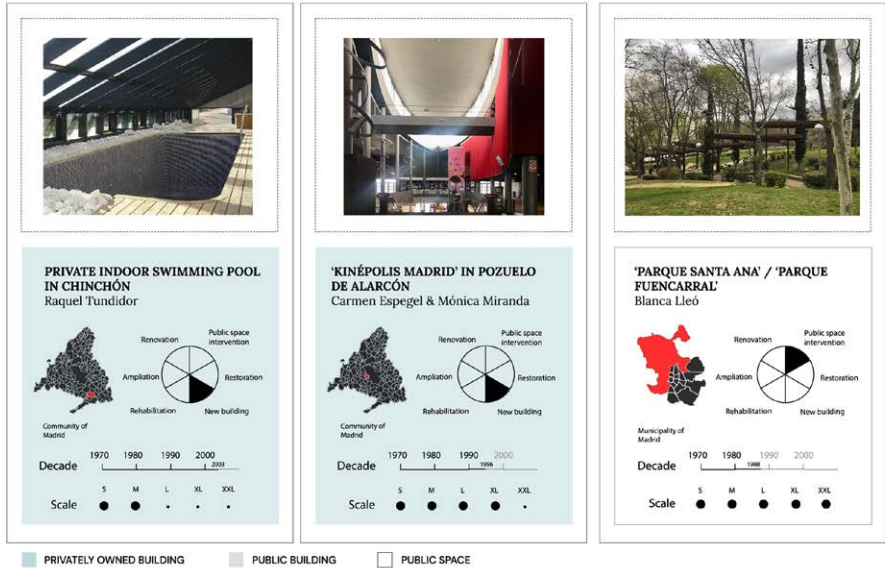 PRIVATE INDOOR SWIMMING POOL
IN CHINCHÓN
Raquel Tundidor
Renovation
Public space
intervention
Ampliation
Restoration
Rehabilitation
New building
Community of
Madrid
Decade
1970
1980
1990
2000
2003
Scale
S
M
L
XL
XXL
‘KINÉPOLIS MADRID’ IN POZUELO
DE ALARCÓN
Carmen Espegel & Mónica Miranda
Renovation
Public space
intervention
Ampliation
Restoration
Rehabilitation
New building
Community of
Madrid
Decade
1970
1980
1990
2000
1996
Scale
S
M
L
XL
XXL
‘PARQUE SANTA ANA’ / ‘PARQUE
FUENCARRAL’
Blanca Lleó
Renovation
Public space
intervention
Ampliation
Restoration
Rehabilitation
New building
Municipality of
Madrid
Decade
1970
1980
1990
2000
1988
Scale
S
M
L
XL
XXL
PRIVATELY OWNED BUILDING
PUBLIC BUILDING
PUBLIC SPACE